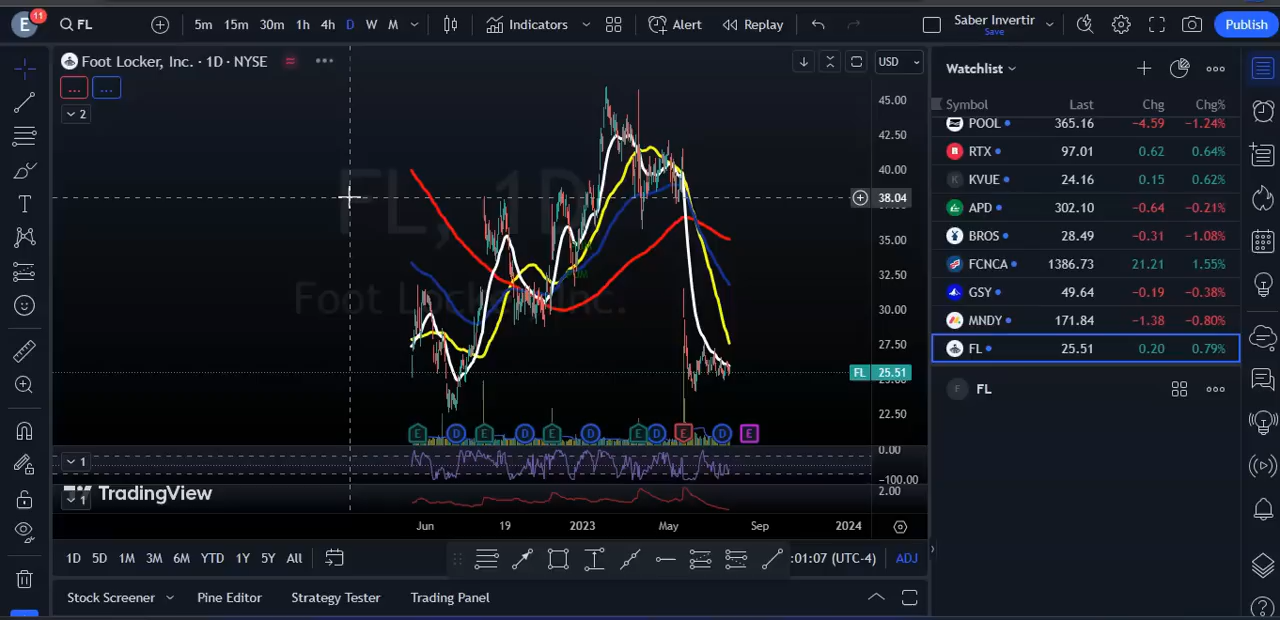 E 11 FL 5m 15m 30m 1h 4h D W M Indicators Alert Replay Saber Invertir Save Publish
Foot Locker, Inc. · 1D · NYSE
USD
... ...
2
FL, 1D
Foot Locker, Inc.
45.00
42.50
40.00
38.04
35.00
32.50
30.00
27.50
FL 25.51
22.50
E D E D E D E D E D E
1
0.00
-100.00
1
2.00
TradingView
Jun 19 2023 May Sep 2024
1D 5D 1M 3M 6M YTD 1Y 5Y All
:01:07 (UTC-4) ADJ
Stock Screener Pine Editor Strategy Tester Trading Panel
Watchlist
Symbol Last Chg Chg%
POOL 365.16 −4.59 −1.24%
RTX 97.01 0.62 0.64%
KVUE 24.16 0.15 0.62%
APD 302.10 −0.64 −0.21%
BROS 28.49 −0.31 −1.08%
FCNCA 1386.73 21.21 1.55%
GSY 49.64 −0.19 −0.38%
MNDY 171.84 −1.38 −0.80%
FL 25.51 0.20 0.79%
F FL